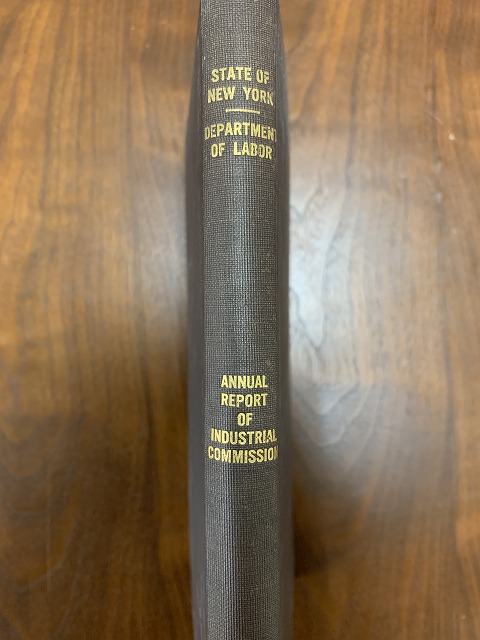 STATE OF
NEW YORK
DEPARTMENT
OF LABOR
ANNUAL
REPORT
OF
INDUSTRIAL
COMMISSION